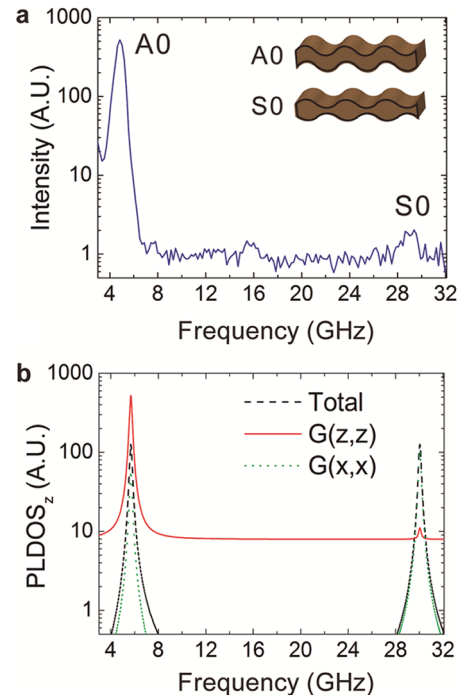 a
A0
A0
S0
S0
1000
100
10
1
Intensity (A.U.)
4 8 12 16 20 24 28 32
Frequency (GHz)
b
1000
100
10
1
PLDOSz (A.U.)
Total
G(z,z)
G(x,x)
4 8 12 16 20 24 28 32
Frequency (GHz)